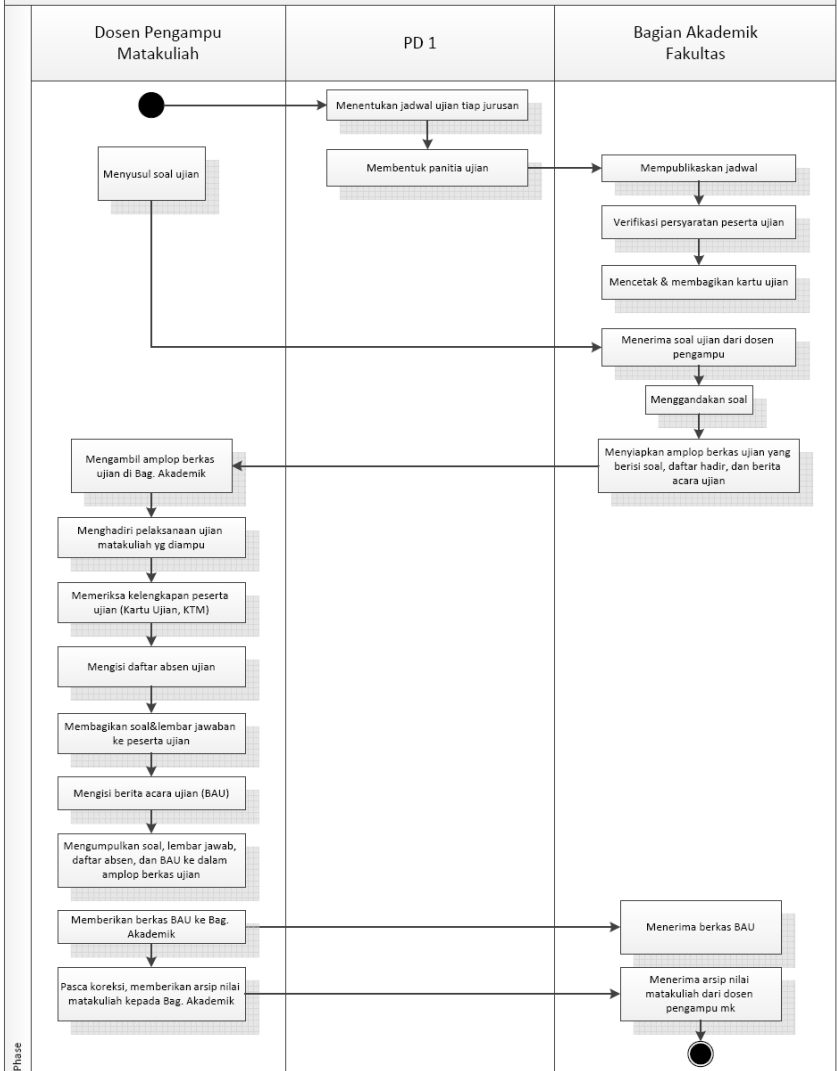 Dosen Pengampu
Matakuliah
PD 1
Bagian Akademik
Fakultas
Menentukan jadwal ujian tiap jurusan
Menyusul soal ujian
Membentuk panitia ujian
Mempublikaskan jadwal
Verifikasi persyaratan peserta ujian
Mencetak & membagikan kartu ujian
Menerima soal ujian dari dosen
pengampu
Menggandakan soal
Menyiapkan amplop berkas ujian yang
berisi soal, daftar hadir, dan berita
acara ujian
Mengambil amplop berkas
ujian di Bag. Akademik
Menghadiri pelaksanaan ujian
matakuliah yg diampu
Memeriksa kelengkapan peserta
ujian (Kartu Ujian, KTM)
Mengisi daftar absen ujian
Membagikan soal&lembar jawaban
ke peserta ujian
Mengisi berita acara ujian (BAU)
Mengumpulkan soal, lembar jawab,
daftar absen, dan BAU ke dalam
amplop berkas ujian
Memberikan berkas BAU ke Bag.
Akademik
Menerima berkas BAU
Pasca koreksi, memberikan arsip nilai
matakuliah kepada Bag. Akademik
Menerima arsip nilai
matakuliah dari dosen
pengampu mk
Phase